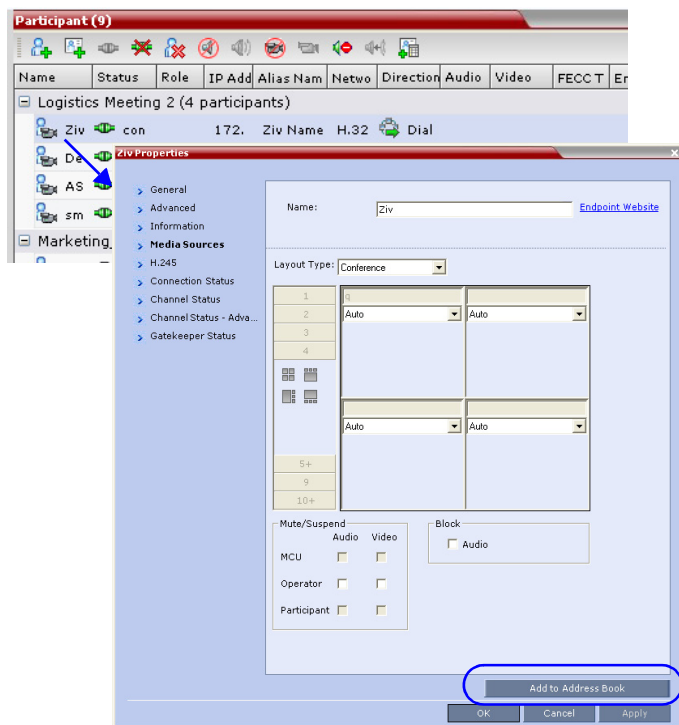 Participant (9)
Name Status Role IP Add Alias Nam Netwo Direction Audio Video FECC T
Logistics Meeting 2 (4 participants)
Ziv con 172. Ziv Name H.32 Dial
De
AS
sm
Marketing_
Ziv Properties
General
Advanced
Information
Media Sources
H.245
Connection Status
Channel Status
Channel Status - Adva...
Gatekeeper Status
Name: Ziv Endpoint Website
Layout Type: Conference
1
2
3
4
5+
9
10+
q
Auto Auto
Auto Auto
Mute/Suspend
Audio Video
MCU
Operator
Participant
Block
Audio
Add to Address Book
OK Cancel Apply